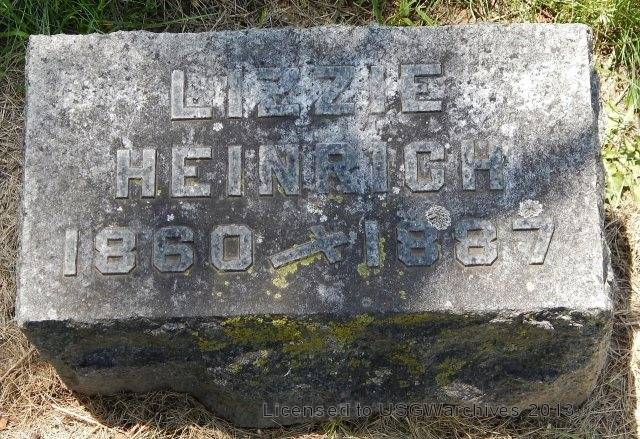 LIZZIE
HEINRICH
1860 - 1887
Licensed to USGWarchives 2013